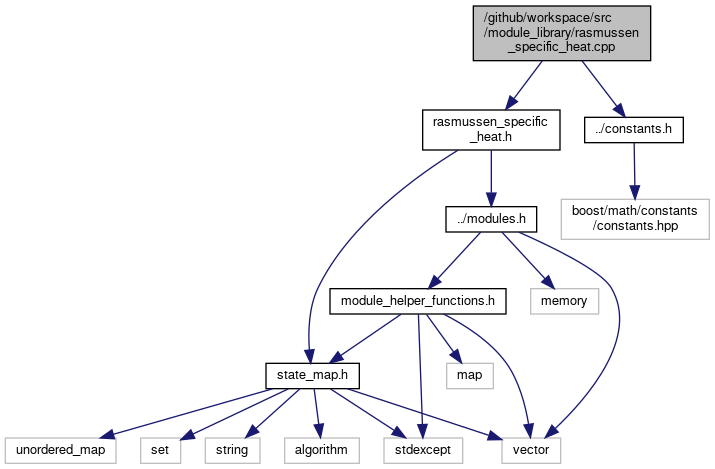 /github/workspace/src
/module_library/rasmussen
_specific_heat.cpp
rasmussen_specific
_heat.h
../constants.h
../modules.h
boost/math/constants
/constants.hpp
module_helper_functions.h
memory
state_map.h
map
unordered_map
set
string
algorithm
stdexcept
vector